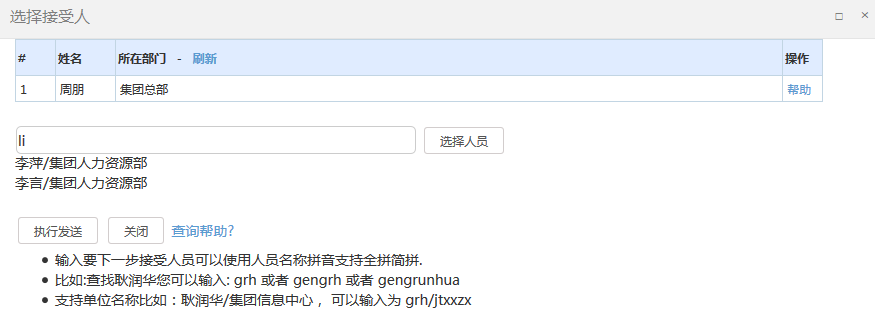 选择接受人
# 姓名 所在部门 - 刷新 操作
1 周朋 集团总部 帮助
li 选择人员
李萍/集团人力资源部
李言/集团人力资源部
执行发送 关闭 查询帮助?
输入要下一步接受人员可以使用人员名称拼音支持全拼简拼.
比如:查找耿润华您可以输入: grh 或者 gengrh 或者 gengrunhua
支持单位名称比如：耿润华/集团信息中心 ，可以输入为 grh/jtxxzx